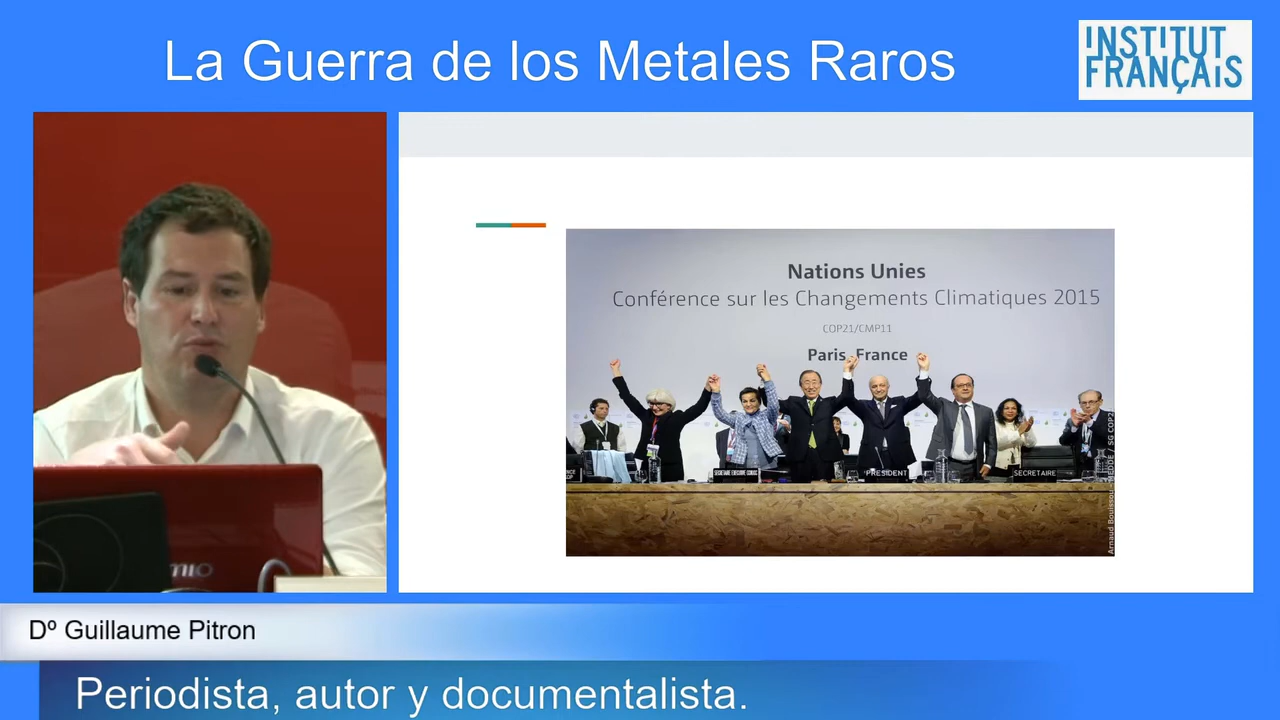 La Guerra de los Metales Raros
INSTITUT
FRANÇAIS
Nations Unies
Conférence sur les Changements Climatiques 2015
COP21/CMP11
Paris France
PRESIDENT
SECRETAIRE
Dº Guillaume Pitron
Periodista, autor y documentalista.